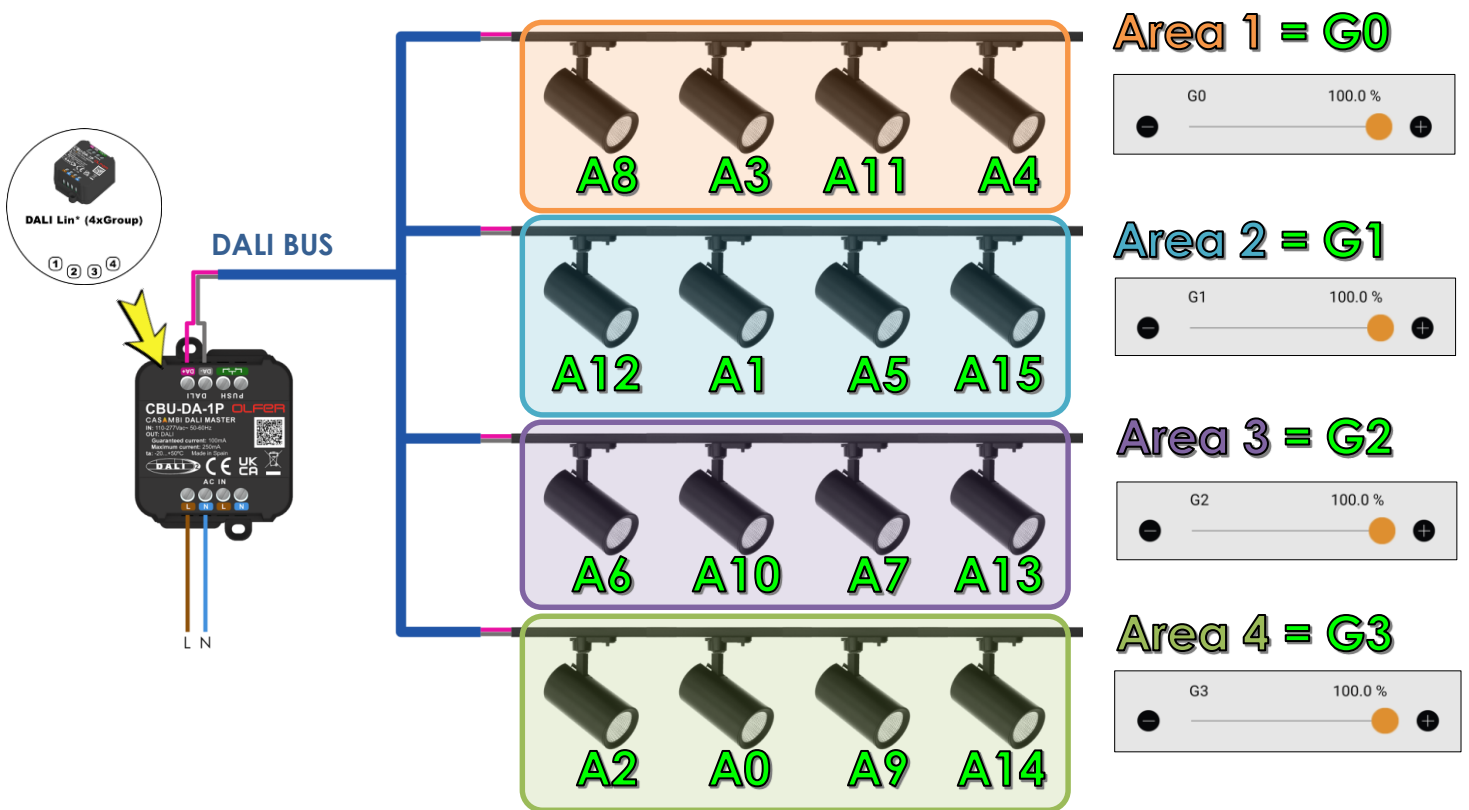 DALI Lin* (4xGroup)
1 2 3 4
DALI BUS
DA+ DA- 
DALI PUSH
CBU-DA-1P OLFER
CASAMBI DALI MASTER
IN: 110-277Vac~ 50-60Hz
OUT: DALI
Guaranteed current: 100mA
Maximum current: 250mA
ta: -20...+50ºC Made in Spain
DALI 2 CE UK CA
AC IN
L N L N
L N
A8 A3 A11 A4
A12 A1 A5 A15
A6 A10 A7 A13
A2 A0 A9 A14
Area 1 = G0
G0 100.0 %
Area 2 = G1
G1 100.0 %
Area 3 = G2
G2 100.0 %
Area 4 = G3
G3 100.0 %